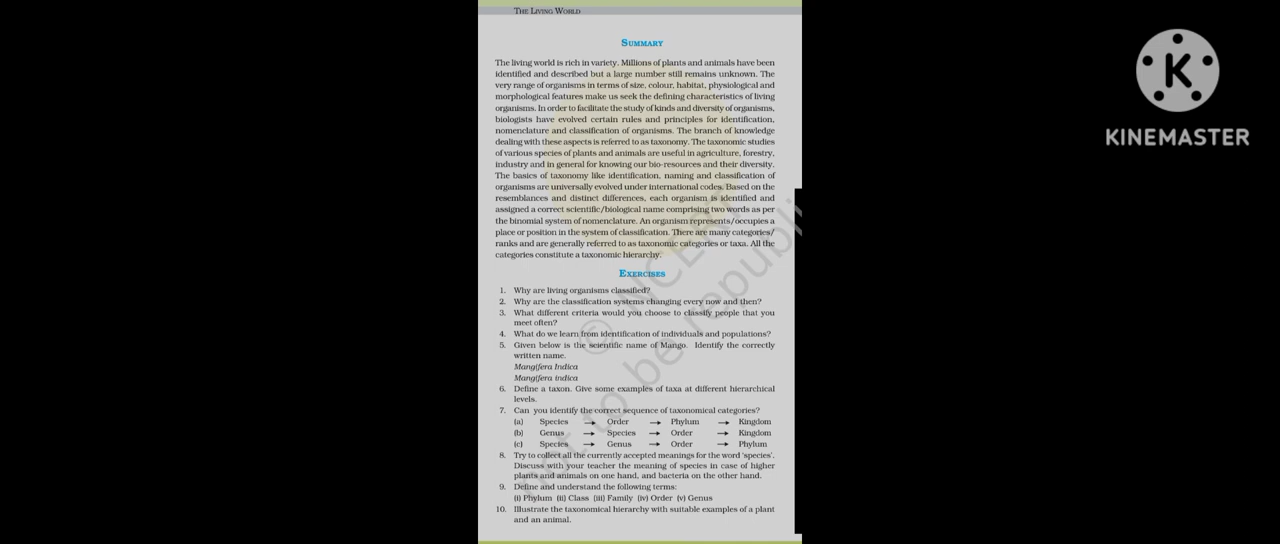 THE LIVING WORLD
SUMMARY
The living world is rich in variety. Millions of plants and animals have been
identified and described but a large number still remains unknown. The
very range of organisms in terms of size, colour, habitat, physiological and
morphological features make us seek the defining characteristics of living
organisms. In order to facilitate the study of kinds and diversity of organisms,
biologists have evolved certain rules and principles for identification,
nomenclature and classification of organisms. The branch of knowledge
dealing with these aspects is referred to as taxonomy. The taxonomic studies
of various species of plants and animals are useful in agriculture, forestry,
industry and in general for knowing our bio-resources and their diversity.
The basics of taxonomy like identification, naming and classification of
organisms are universally evolved under international codes. Based on the
resemblances and distinct differences, each organism is identified and
assigned a correct scientific/biological name comprising two words as per
the binomial system of nomenclature. An organism represents/occupies a
place or position in the system of classification. There are many categories/
ranks and are generally referred to as taxonomic categories or taxa. All the
categories constitute a taxonomic hierarchy.
EXERCISES
1. Why are living organisms classified?
2. Why are the classification systems changing every now and then?
3. What different criteria would you choose to classify people that you
meet often?
4. What do we learn from identification of individuals and populations?
5. Given below is the scientific name of Mango. Identify the correctly
written name.
Mangifera Indica
Mangifera indica
6. Define a taxon. Give some examples of taxa at different hierarchical
levels.
7. Can you identify the correct sequence of taxonomical categories?
(a) Species → Order → Phylum → Kingdom
(b) Genus → Species → Order → Kingdom
(c) Species → Genus → Order → Phylum
8. Try to collect all the currently accepted meanings for the word 'species'.
Discuss with your teacher the meaning of species in case of higher
plants and animals on one hand, and bacteria on the other hand.
9. Define and understand the following terms:
(i) Phylum (ii) Class (iii) Family (iv) Order (v) Genus
10. Illustrate the taxonomical hierarchy with suitable examples of a plant
and an animal.
© NCERT
not to be republi
K
KINEMASTER